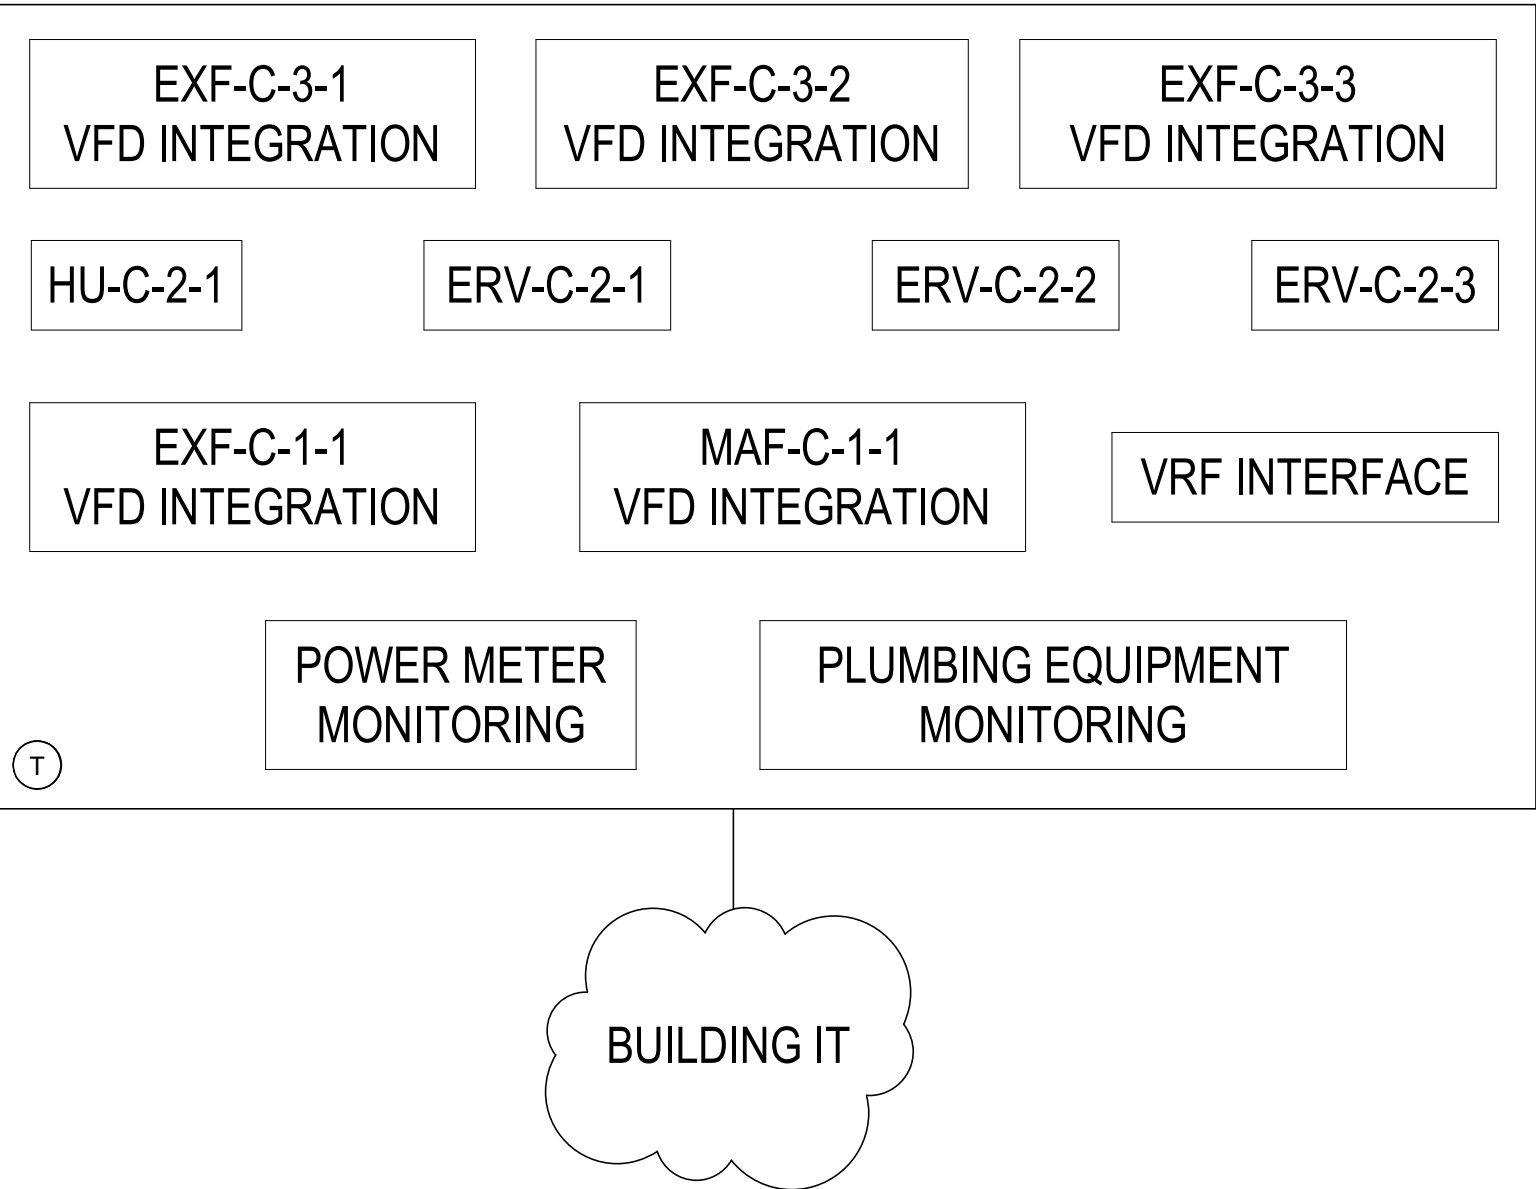 EXF-C-3-1
VFD INTEGRATION
EXF-C-3-2
VFD INTEGRATION
EXF-C-3-3
VFD INTEGRATION
HU-C-2-1
ERV-C-2-1
ERV-C-2-2
ERV-C-2-3
EXF-C-1-1
VFD INTEGRATION
MAF-C-1-1
VFD INTEGRATION
VRF INTERFACE
POWER METER
MONITORING
PLUMBING EQUIPMENT
MONITORING
T
BUILDING IT